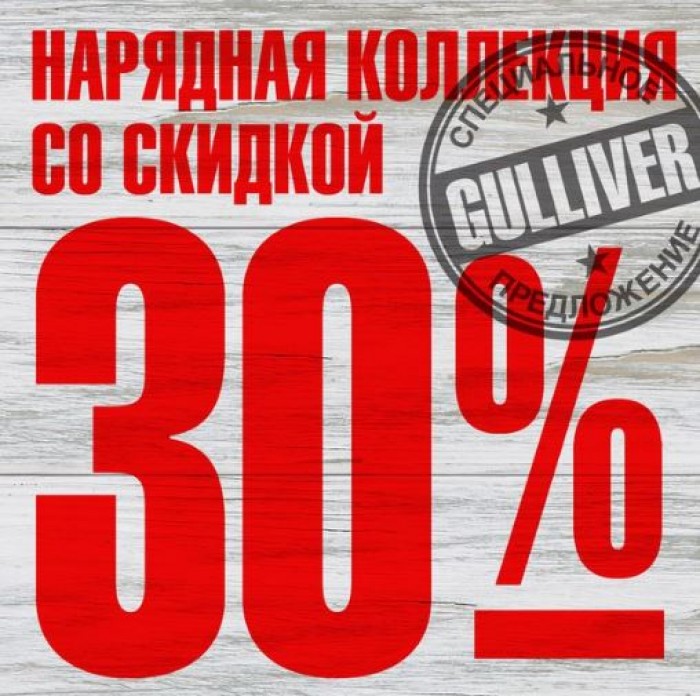 НАРЯДНАЯ КОЛЛЕКЦИЯ
СО СКИДКОЙ
30%
СПЕЦИАЛЬНОЕ
GULLIVER
ПРЕДЛОЖЕНИЕ